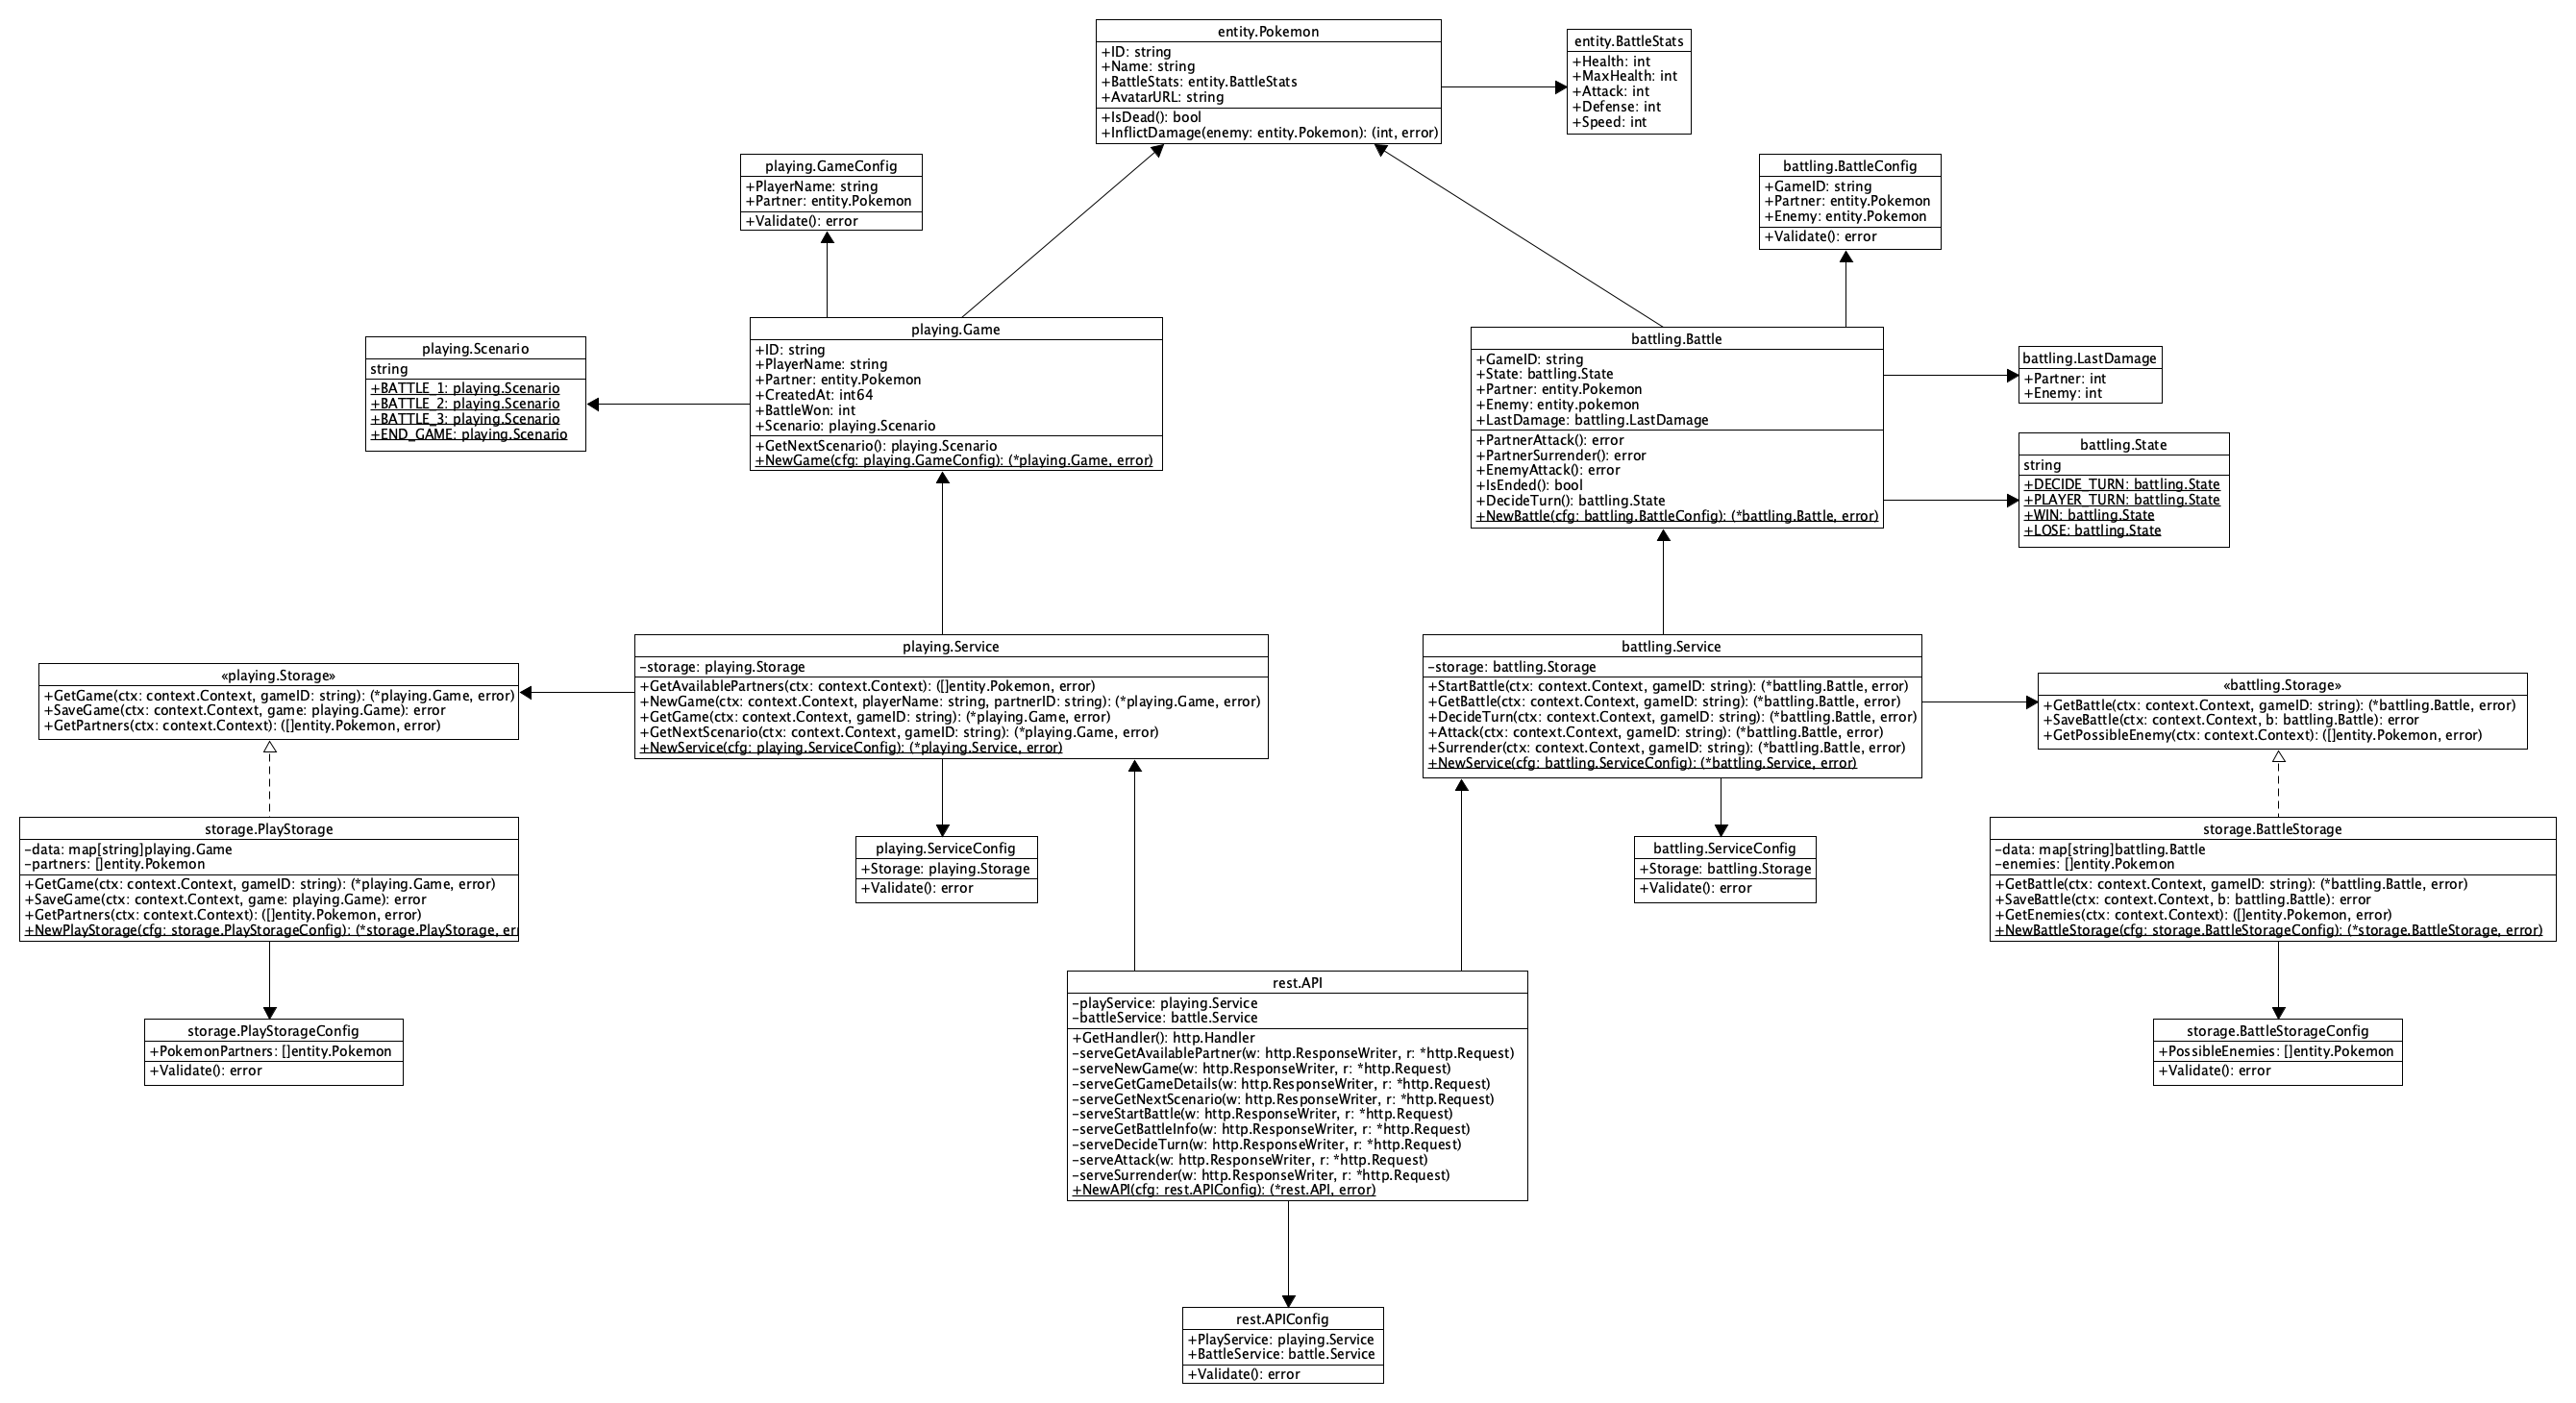 entity.Pokemon
+ID: string
+Name: string
+BattleStats: entity.BattleStats
+AvatarURL: string
+IsDead(): bool
+InflictDamage(enemy: entity.Pokemon): (int, error)
entity.BattleStats
+Health: int
+MaxHealth: int
+Attack: int
+Defense: int
+Speed: int
playing.GameConfig
+PlayerName: string
+Partner: entity.Pokemon
+Validate(): error
battling.BattleConfig
+GameID: string
+Partner: entity.Pokemon
+Enemy: entity.Pokemon
+Validate(): error
playing.Scenario
string
+BATTLE_1: playing.Scenario
+BATTLE_2: playing.Scenario
+BATTLE_3: playing.Scenario
+END_GAME: playing.Scenario
playing.Game
+ID: string
+PlayerName: string
+Partner: entity.Pokemon
+CreatedAt: int64
+BattleWon: int
+Scenario: playing.Scenario
+GetNextScenario(): playing.Scenario
+NewGame(cfg: playing.GameConfig): (*playing.Game, error)
battling.Battle
+GameID: string
+State: battling.State
+Partner: entity.Pokemon
+Enemy: entity.pokemon
+LastDamage: battling.LastDamage
+PartnerAttack(): error
+PartnerSurrender(): error
+EnemyAttack(): error
+IsEnded(): bool
+DecideTurn(): battling.State
+NewBattle(cfg: battling.BattleConfig): (*battling.Battle, error)
battling.LastDamage
+Partner: int
+Enemy: int
battling.State
string
+DECIDE_TURN: battling.State
+PLAYER_TURN: battling.State
+WIN: battling.State
+LOSE: battling.State
«playing.Storage»
+GetGame(ctx: context.Context, gameID: string): (*playing.Game, error)
+SaveGame(ctx: context.Context, game: playing.Game): error
+GetPartners(ctx: context.Context): ([]entity.Pokemon, error)
playing.Service
-storage: playing.Storage
+GetAvailablePartners(ctx: context.Context): ([]entity.Pokemon, error)
+NewGame(ctx: context.Context, playerName: string, partnerID: string): (*playing.Game, error)
+GetGame(ctx: context.Context, gameID: string): (*playing.Game, error)
+GetNextScenario(ctx: context.Context, gameID: string): (*playing.Game, error)
+NewService(cfg: playing.ServiceConfig): (*playing.Service, error)
battling.Service
-storage: battling.Storage
+StartBattle(ctx: context.Context, gameID: string): (*battling.Battle, error)
+GetBattle(ctx: context.Context, gameID: string): (*battling.Battle, error)
+DecideTurn(ctx: context.Context, gameID: string): (*battling.Battle, error)
+Attack(ctx: context.Context, gameID: string): (*battling.Battle, error)
+Surrender(ctx: context.Context, gameID: string): (*battling.Battle, error)
+NewService(cfg: battling.ServiceConfig): (*battling.Service, error)
«battling.Storage»
+GetBattle(ctx: context.Context, gameID: string): (*battling.Battle, error)
+SaveBattle(ctx: context.Context, b: battling.Battle): error
+GetPossibleEnemy(ctx: context.Context): ([]entity.Pokemon, error)
storage.PlayStorage
-data: map[string]playing.Game
-partners: []entity.Pokemon
+GetGame(ctx: context.Context, gameID: string): (*playing.Game, error)
+SaveGame(ctx: context.Context, game: playing.Game): error
+GetPartners(ctx: context.Context): ([]entity.Pokemon, error)
+NewPlayStorage(cfg: storage.PlayStorageConfig): (*storage.PlayStorage,
playing.ServiceConfig
+Storage: playing.Storage
+Validate(): error
battling.ServiceConfig
+Storage: battling.Storage
+Validate(): error
storage.BattleStorage
-data: map[string]battling.Battle
-enemies: []entity.Pokemon
+GetBattle(ctx: context.Context, gameID: string): (*battling.Battle, error)
+SaveBattle(ctx: context.Context, b: battling.Battle): error
+GetEnemies(ctx: context.Context): ([]entity.Pokemon, error)
+NewBattleStorage(cfg: storage.BattleStorageConfig): (*storage.BattleStorage, error)
storage.PlayStorageConfig
+PokemonPartners: []entity.Pokemon
+Validate(): error
rest.API
-playService: playing.Service
-battleService: battle.Service
+GetHandler(): http.Handler
-serveGetAvailablePartner(w: http.ResponseWriter, r: *http.Request)
-serveNewGame(w: http.ResponseWriter, r: *http.Request)
-serveGetGameDetails(w: http.ResponseWriter, r: *http.Request)
-serveGetNextScenario(w: http.ResponseWriter, r: *http.Request)
-serveStartBattle(w: http.ResponseWriter, r: *http.Request)
-serveGetBattleInfo(w: http.ResponseWriter, r: *http.Request)
-serveDecideTurn(w: http.ResponseWriter, r: *http.Request)
-serveAttack(w: http.ResponseWriter, r: *http.Request)
-serveSurrender(w: http.ResponseWriter, r: *http.Request)
+NewAPI(cfg: rest.APIConfig): (*rest.API, error)
storage.BattleStorageConfig
+PossibleEnemies: []entity.Pokemon
+Validate(): error
rest.APIConfig
+PlayService: playing.Service
+BattleService: battle.Service
+Validate(): error